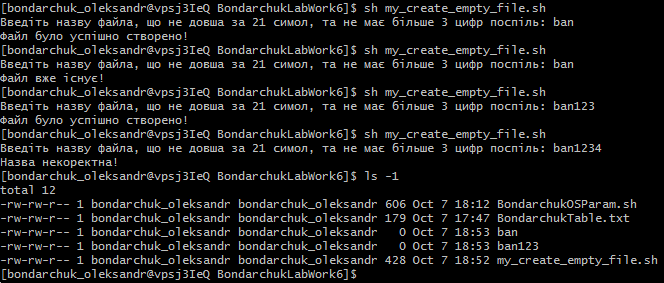 [bondarchuk_oleksandr@vpsj3IeQ BondarchukLabWork6]$ sh my_create_empty_file.sh
Введіть назву файла, що не довша за 21 симол, та не має більше 3 цифр поспіль: ban
Файл було успішно створено!
[bondarchuk_oleksandr@vpsj3IeQ BondarchukLabWork6]$ sh my_create_empty_file.sh
Введіть назву файла, що не довша за 21 симол, та не має більше 3 цифр поспіль: ban
Файл вже існує!
[bondarchuk_oleksandr@vpsj3IeQ BondarchukLabWork6]$ sh my_create_empty_file.sh
Введіть назву файла, що не довша за 21 симол, та не має більше 3 цифр поспіль: ban123
Файл було успішно створено!
[bondarchuk_oleksandr@vpsj3IeQ BondarchukLabWork6]$ sh my_create_empty_file.sh
Введіть назву файла, що не довша за 21 симол, та не має більше 3 цифр поспіль: ban1234
Назва некоректна!
[bondarchuk_oleksandr@vpsj3IeQ BondarchukLabWork6]$ ls -l
total 12
-rw-rw-r-- 1 bondarchuk_oleksandr bondarchuk_oleksandr 606 Oct 7 18:12 BondarchukOSParam.sh
-rw-rw-r-- 1 bondarchuk_oleksandr bondarchuk_oleksandr 179 Oct 7 17:47 BondarchukTable.txt
-rw-rw-r-- 1 bondarchuk_oleksandr bondarchuk_oleksandr 0 Oct 7 18:53 ban
-rw-rw-r-- 1 bondarchuk_oleksandr bondarchuk_oleksandr 0 Oct 7 18:53 ban123
-rw-rw-r-- 1 bondarchuk_oleksandr bondarchuk_oleksandr 428 Oct 7 18:52 my_create_empty_file.sh
[bondarchuk_oleksandr@vpsj3IeQ BondarchukLabWork6]$